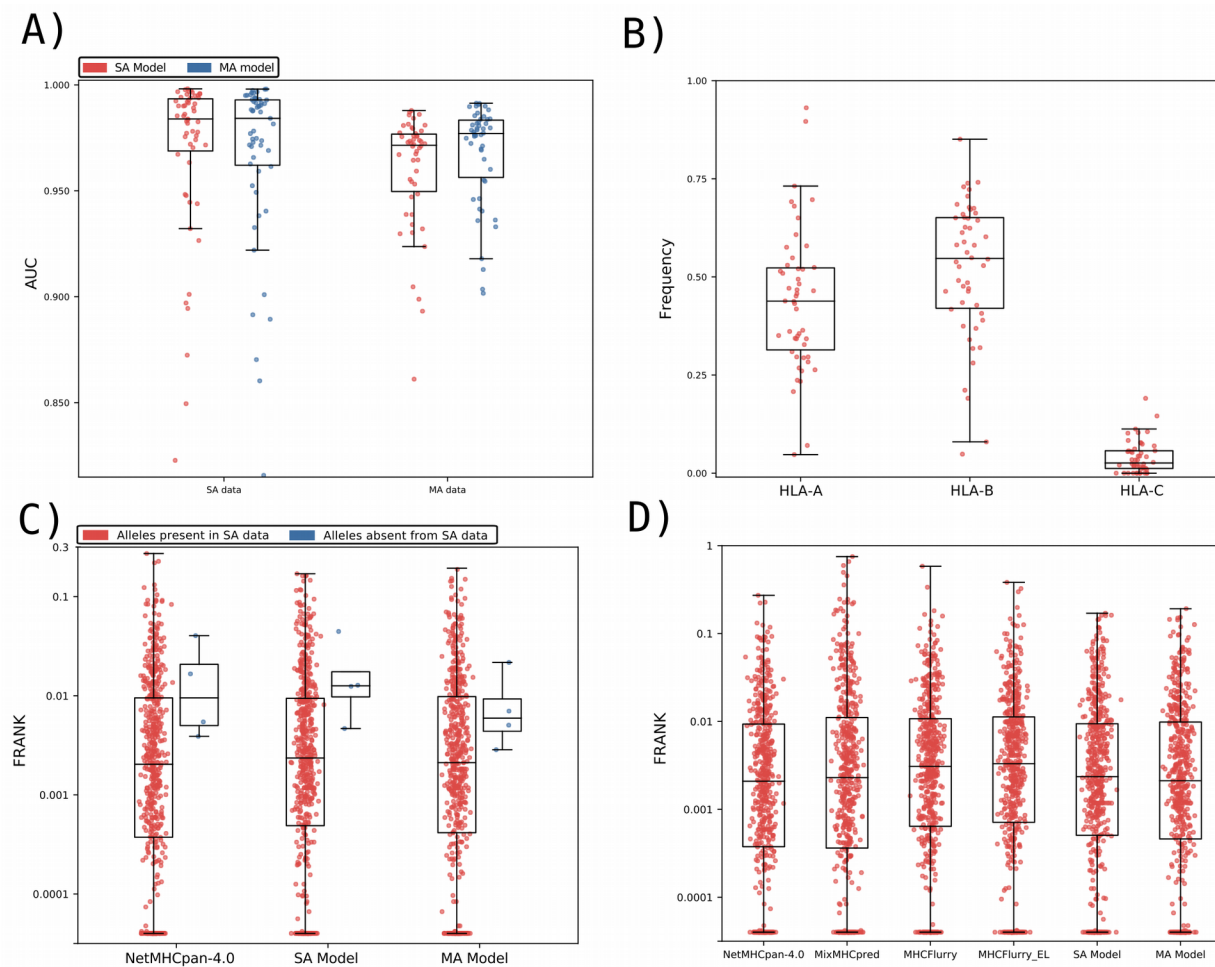 A)
SA Model MA model
1.000
0.950
0.900
0.850
AUC
SA data MA data
B)
1.00
0.75
0.50
0.25
0.00
Frequency
HLA-A HLA-B HLA-C
C)
Alleles present in SA data Alleles absent from SA data
0.3
0.1
0.01
0.001
0.0001
FRANK
NetMHCpan-4.0 SA Model MA Model
D)
1
0.1
0.01
0.001
0.0001
FRANK
NetMHCpan-4.0 MixMHCpred MHCFlurry MHCFlurry_EL SA Model MA Model